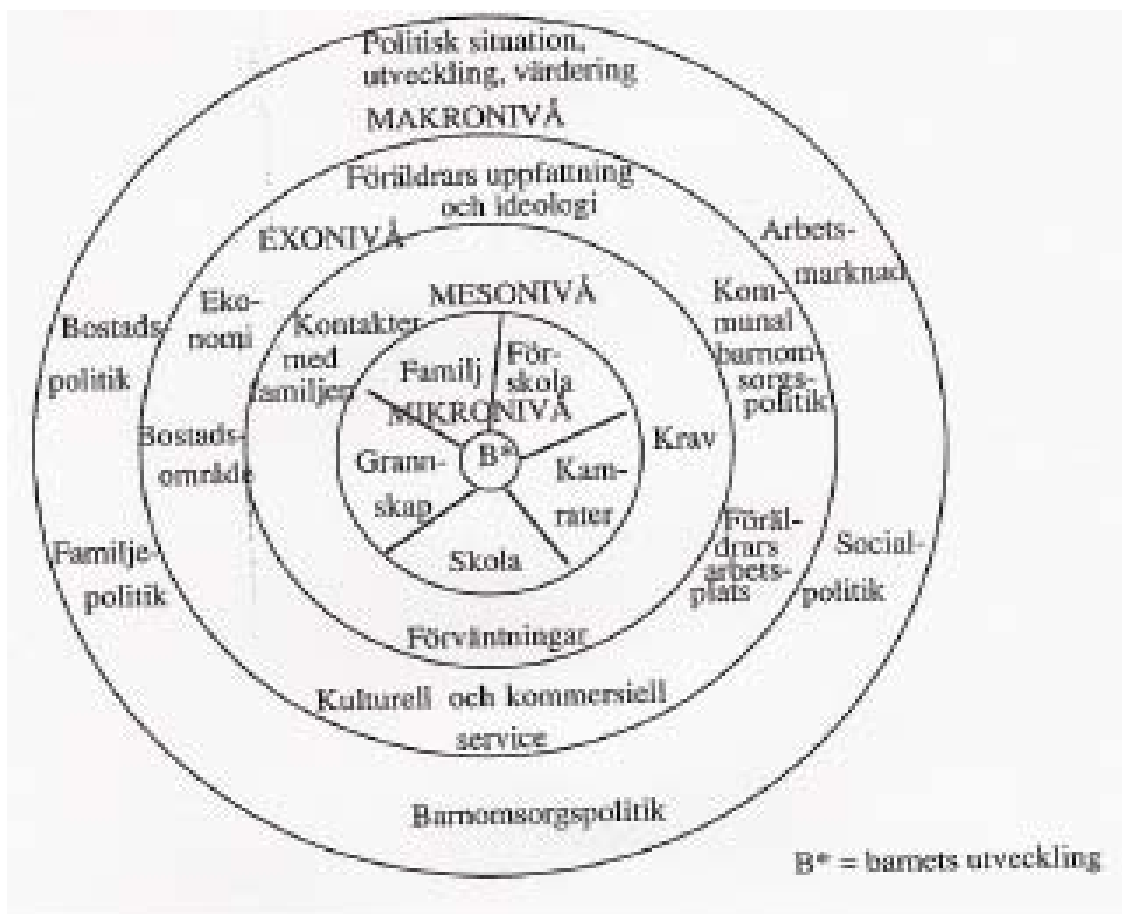 Politisk situation,
utveckling, värdering
MAKRONIVÅ
Föräldrars uppfattning
och ideologi
EXONIVÅ
Arbets-
marknad
MESONIVÅ
Eko-
nomi
Kom-
munal
barnom-
sorgs-
politik
Bostads-
politik
Kontakter
med
familjen
Familj
För-
skola
MIKRONIVÅ
Bostads-
område
Grann-
skap
B*
Kam-
rater
Krav
Skola
Familje-
politik
Föräl-
drars
arbets-
plats
Social-
politik
Förväntningar
Kulturell och kommersiell
service
Barnomsorgspolitik
B* = barnets utveckling